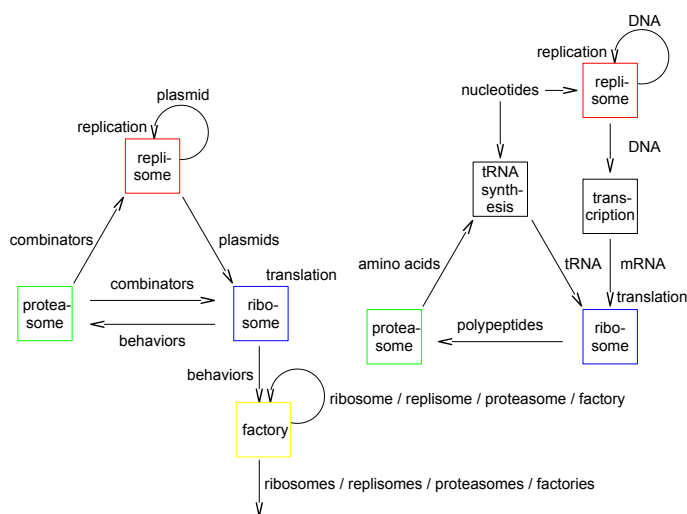 plasmid
replication
repli-
some
combinators
plasmids
translation
protea-
some
combinators
behaviors
ribo-
some
behaviors
factory
ribosome / replisome / proteasome / factory
ribosomes / replisomes / proteasomes / factories
DNA
replication
repli-
some
nucleotides
DNA
tRNA
synth-
esis
trans-
cription
amino acids
tRNA
mRNA
translation
protea-
some
polypeptides
ribo-
some